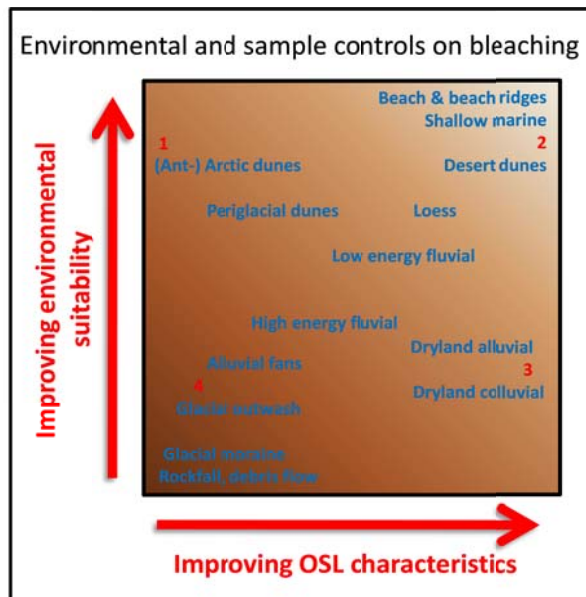 Environmental and sample controls on bleaching
Beach & beach ridges
Shallow marine
1
2
(Ant-) Arctic dunes
Desert dunes
Periglacial dunes
Loess
Low energy fluvial
High energy fluvial
Dryland alluvial
Alluvial fans
3
4
Dryland colluvial
Glacial outwash
Glacial moraine
Rockfall, debris flow
Improving environmental
suitability
Improving OSL characteristics